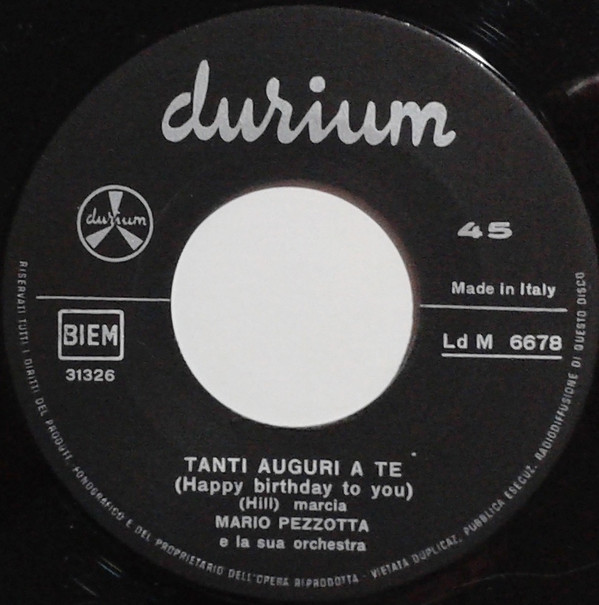 durium
durium
45
Made in Italy
BIEM
Ld M 6678
31326
TANTI AUGURI A TE
(Happy birthday to you)
(Hill) marcia
MARIO PEZZOTTA
e la sua orchestra
RISERVATI TUTTI I DIRITTI DEL PRODUT. FONOGRAFICO E DEL PROPRIETARIO DELL'OPERA RIPRODOTTA - VIETATA DUPLICAZ. PUBBLICA ESECUZ. RADIODIFFUSIONE DI QUESTO DISCO